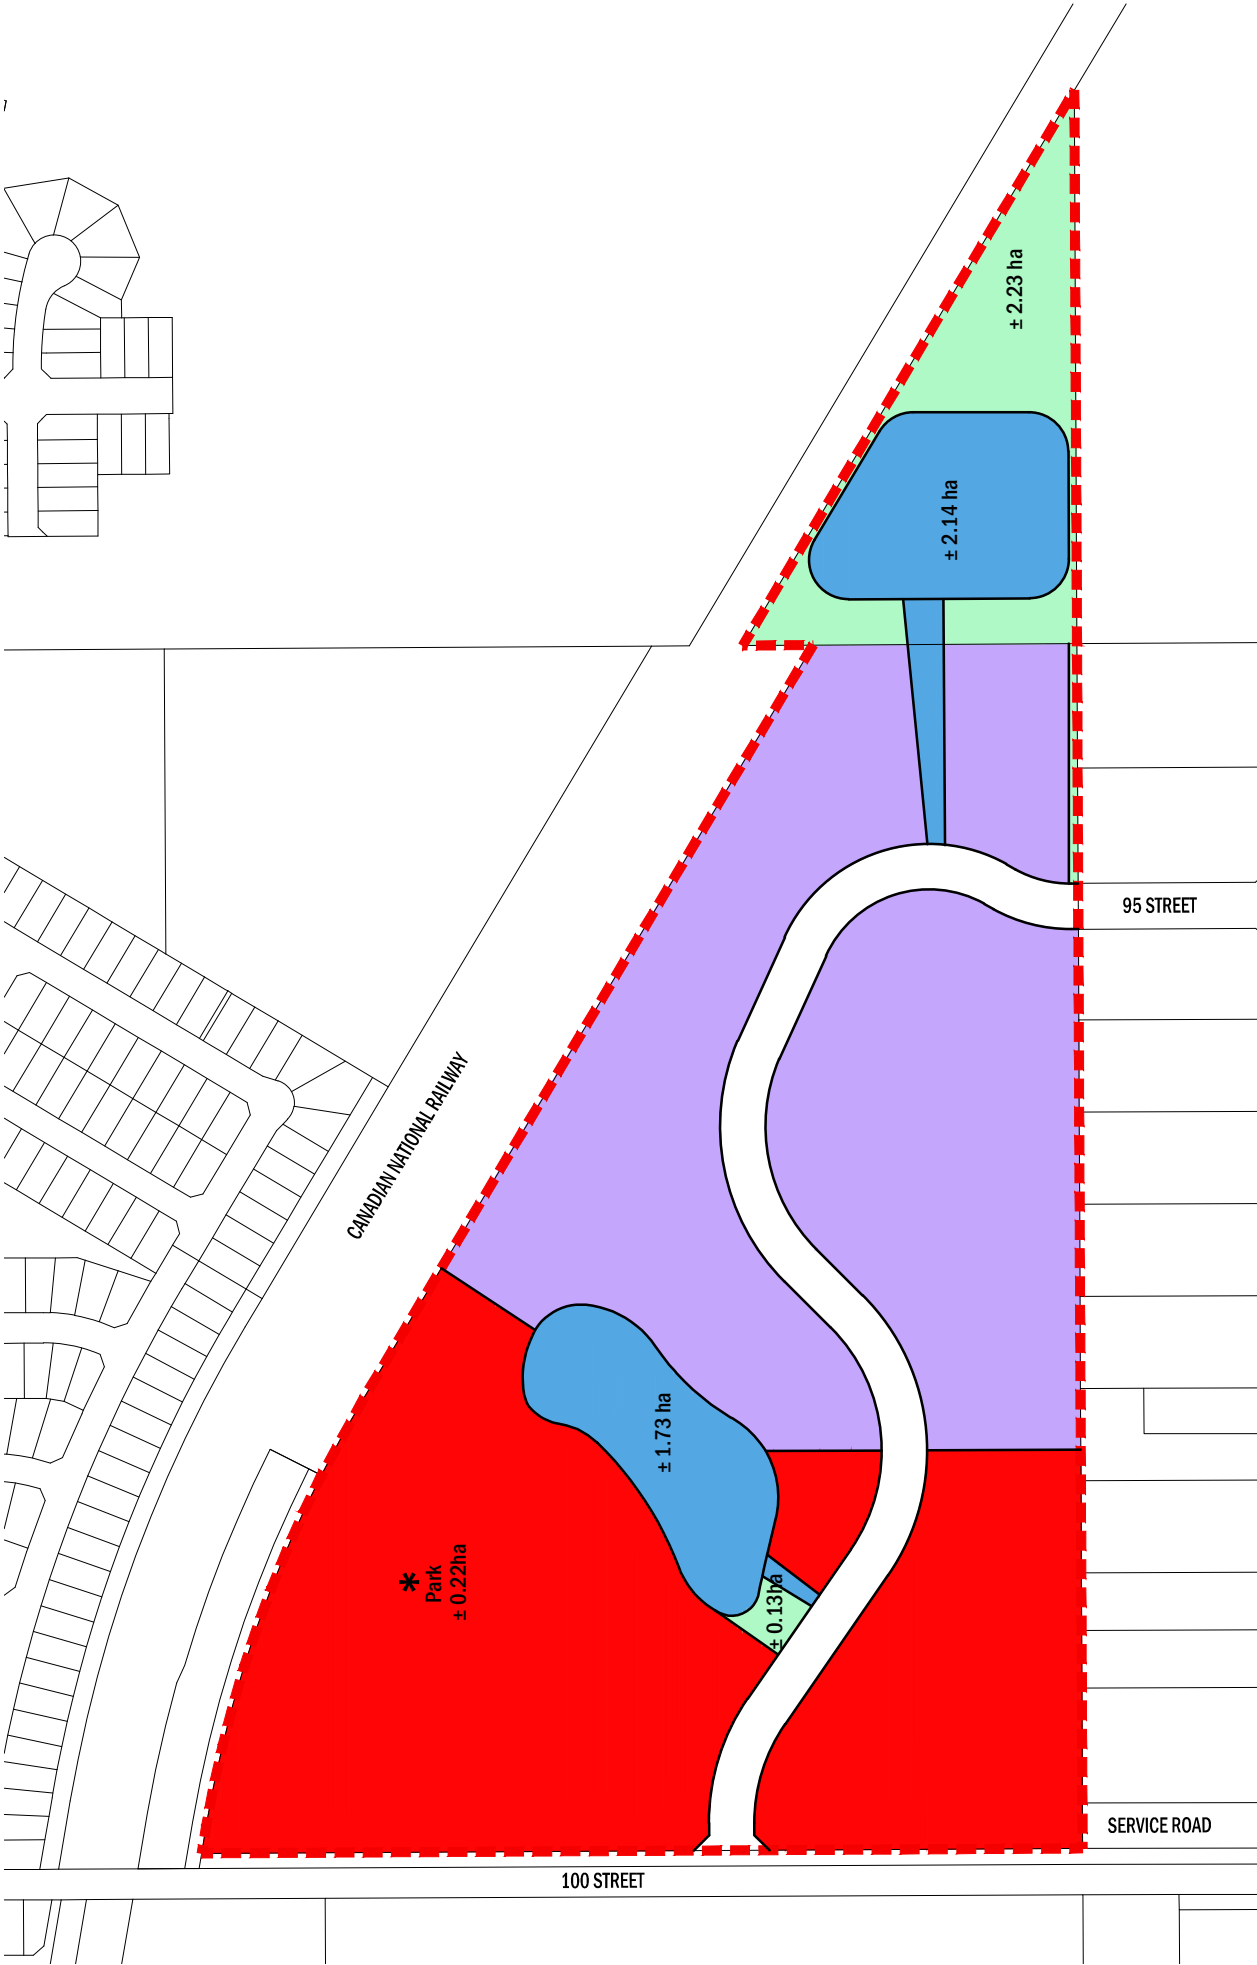 ± 2.23 ha
± 2.14 ha
95 STREET
CANADIAN NATIONAL RAILWAY
± 1.73 ha
*
Park
± 0.22ha
± 0.13ha
SERVICE ROAD
100 STREET